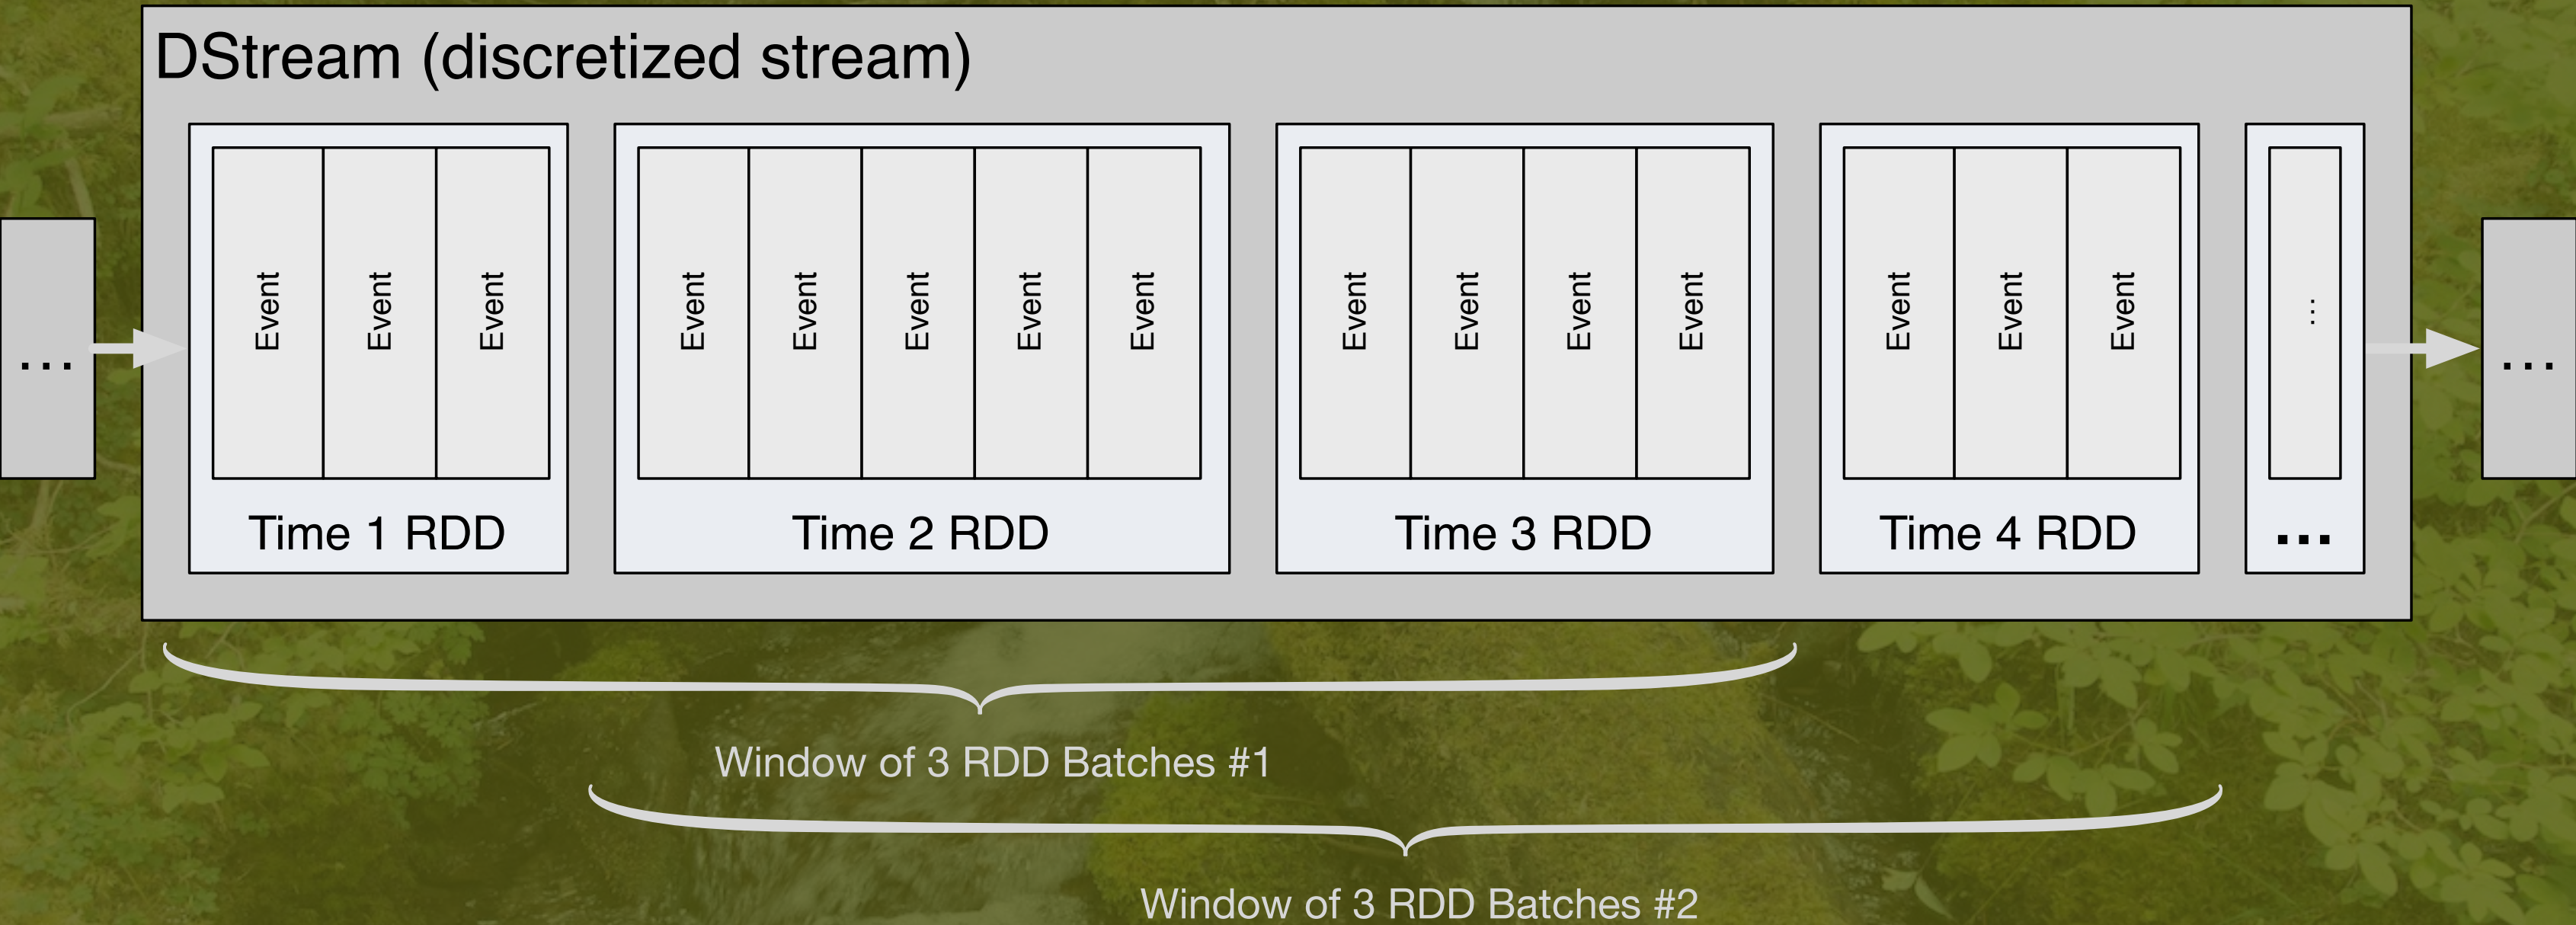 DStream (discretized stream)
...
Event
Event
Event
Time 1 RDD
Event
Event
Event
Event
Event
Time 2 RDD
Event
Event
Event
Event
Time 3 RDD
Event
Event
Event
Time 4 RDD
...
...
...
Window of 3 RDD Batches #1
Window of 3 RDD Batches #2